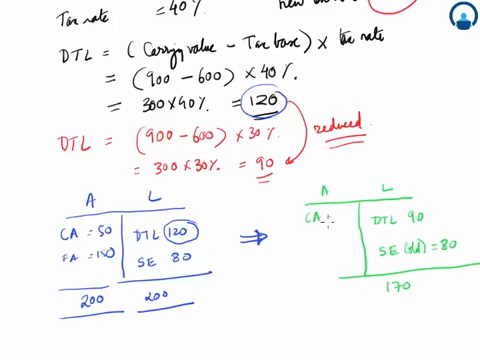 Tax rate = 40%
DTL = (Carrying value - Tax base) × tax rate
= (900 - 600) × 40%
= 300 × 40% = 120
DTL = (900 - 600) × 30% reduced
= 300 × 30% = 90
A L
CA = 50 DTL 120
FA = 150 SE 80
200 200
⇒
A L
CA = DTL 90
SE (old) = 80
170